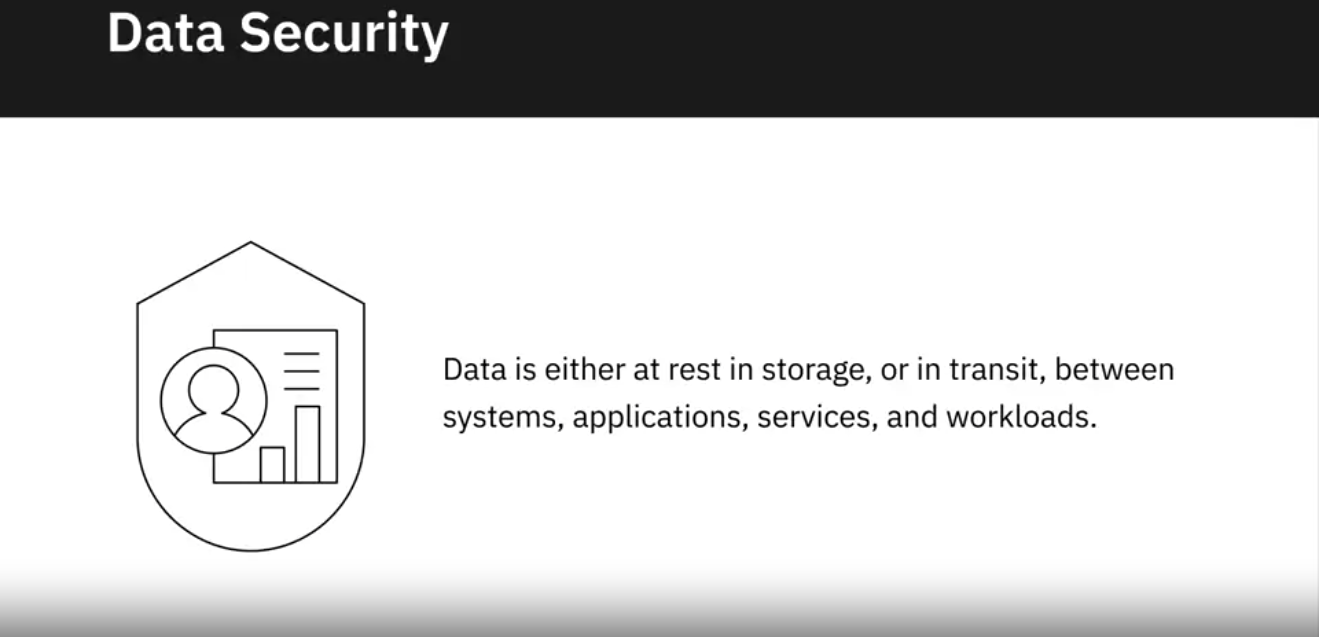 Data Security
Data is either at rest in storage, or in transit, between
systems, applications, services, and workloads.